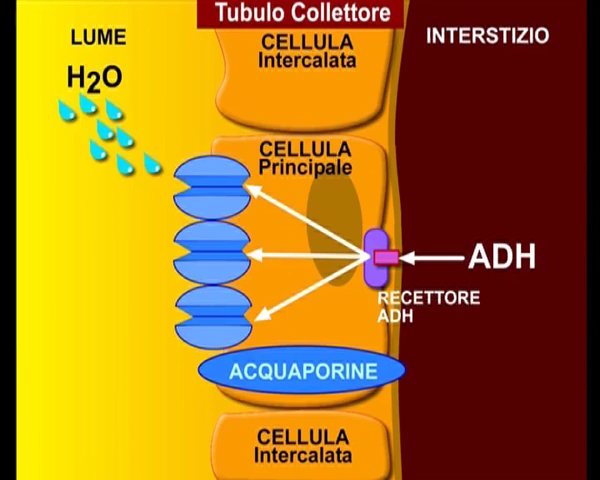 Tubulo Collettore
LUME
CELLULA
Intercalata
INTERSTIZIO
H2O
CELLULA
Principale
ADH
RECETTORE
ADH
ACQUAPORINE
CELLULA
Intercalata